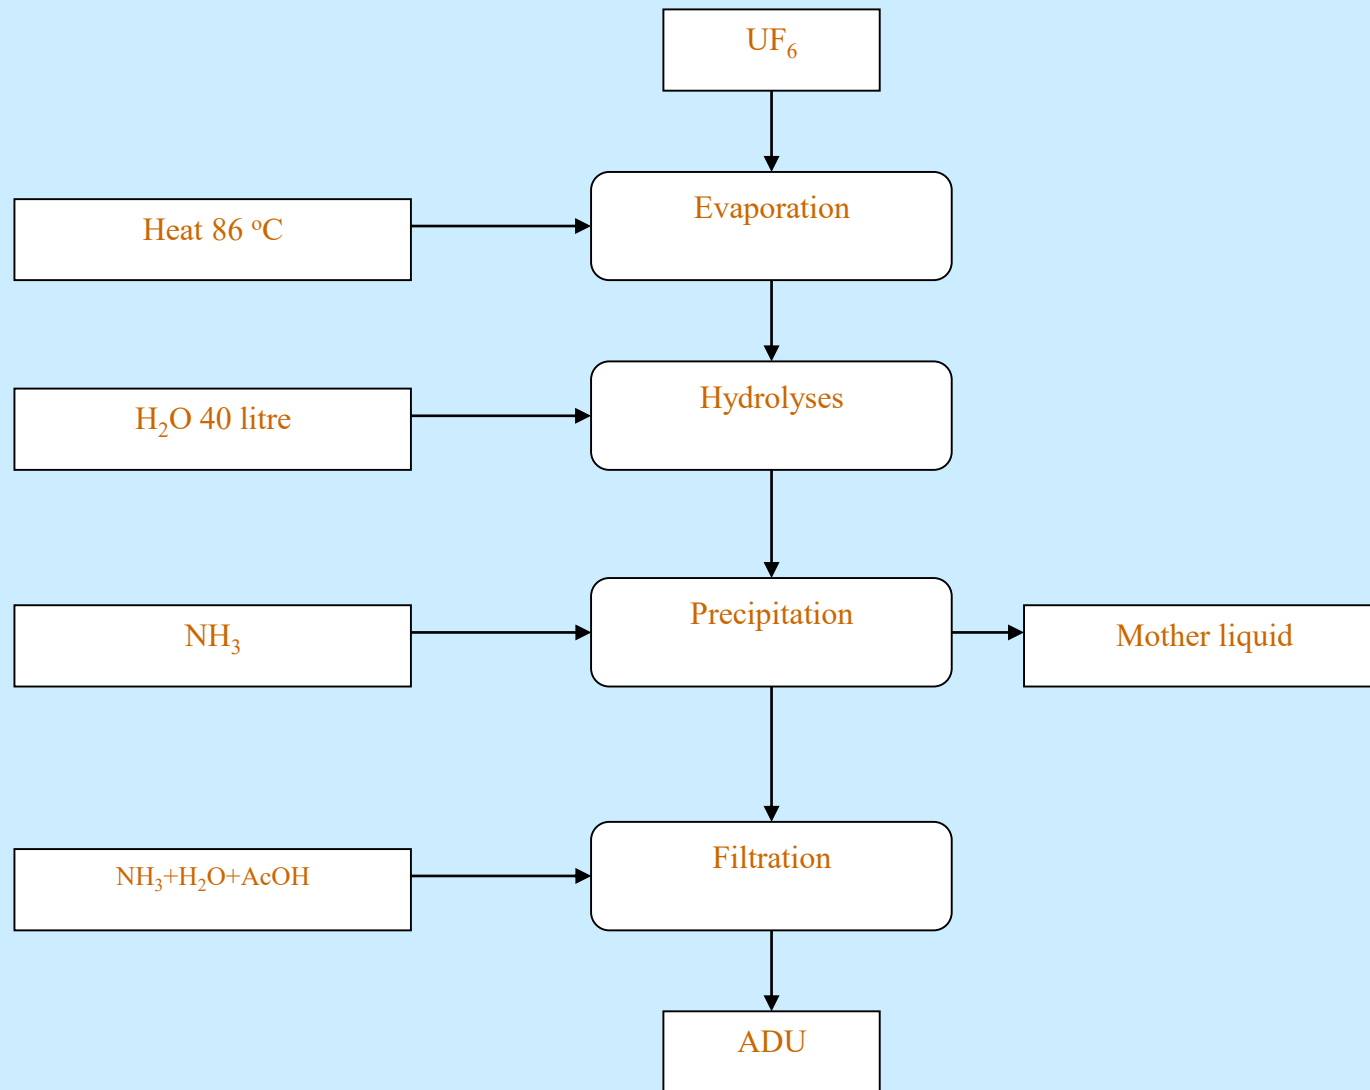 UF₆
Evaporation
Heat 86 ºC
Hydrolyses
H₂O 40 litre
Precipitation
NH₃
Mother liquid
Filtration
NH₃+H₂O+AcOH
ADU